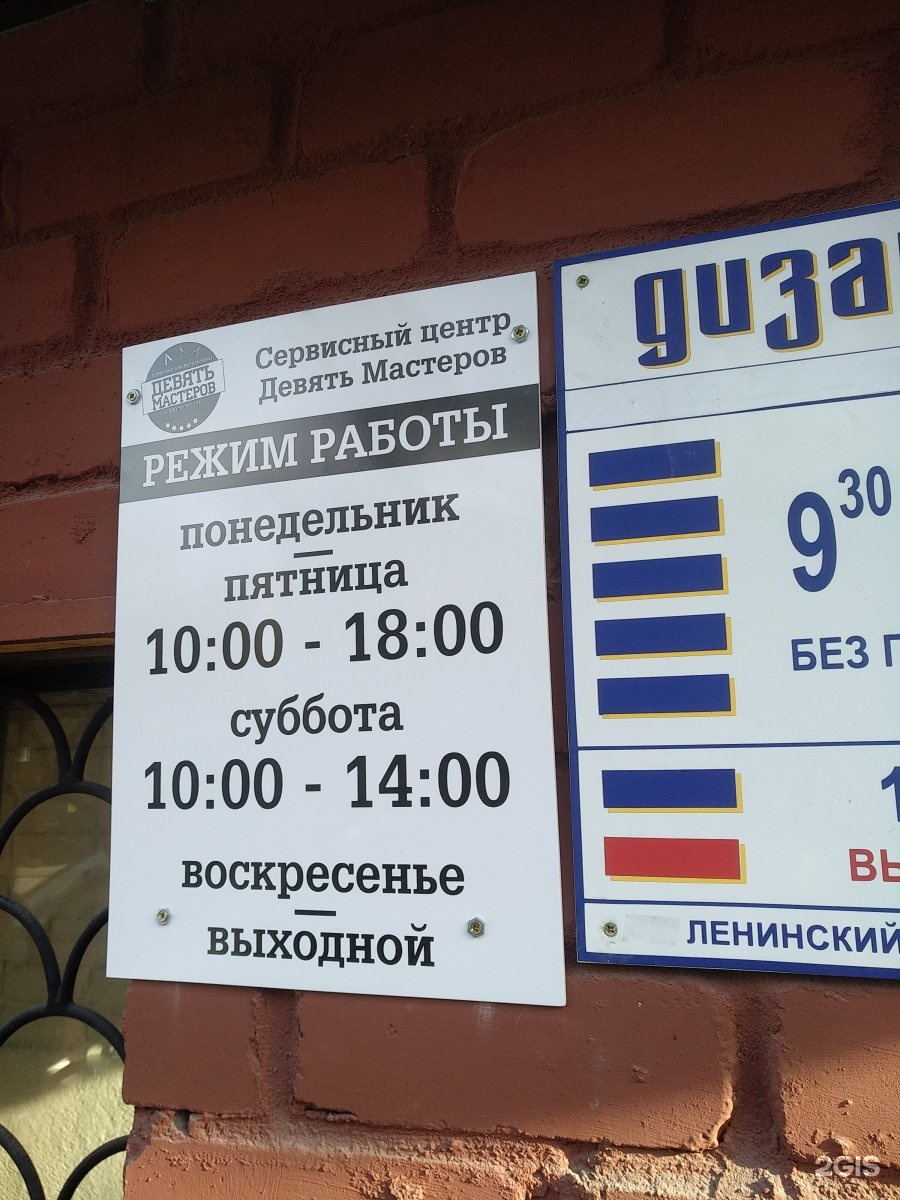 Сервисный центр
Девять Мастеров
ДЕВЯТЬ
МАСТЕРОВ
РЕЖИМ РАБОТЫ
понедельник
—
пятница
10:00 - 18:00
суббота
10:00 - 14:00
воскресенье
—
выходной
диза
9 30
БЕЗ П
1
ВЫ
ЛЕНИНСКИЙ
2GIS